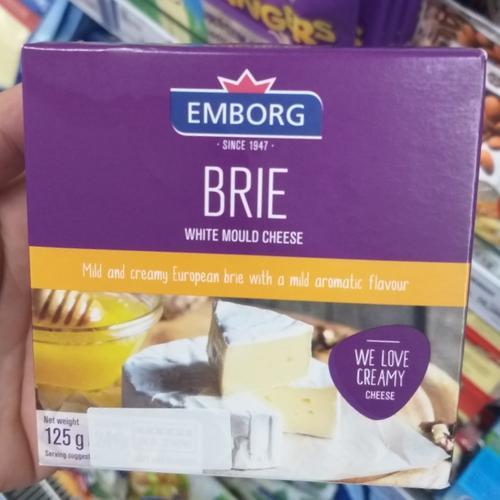 EMBORG
· SINCE 1947 ·
BRIE
WHITE MOULD CHEESE
Mild and creamy European brie with a mild aromatic flavour
WE LOVE
CREAMY
CHEESE
Net weight
125 g
Serving